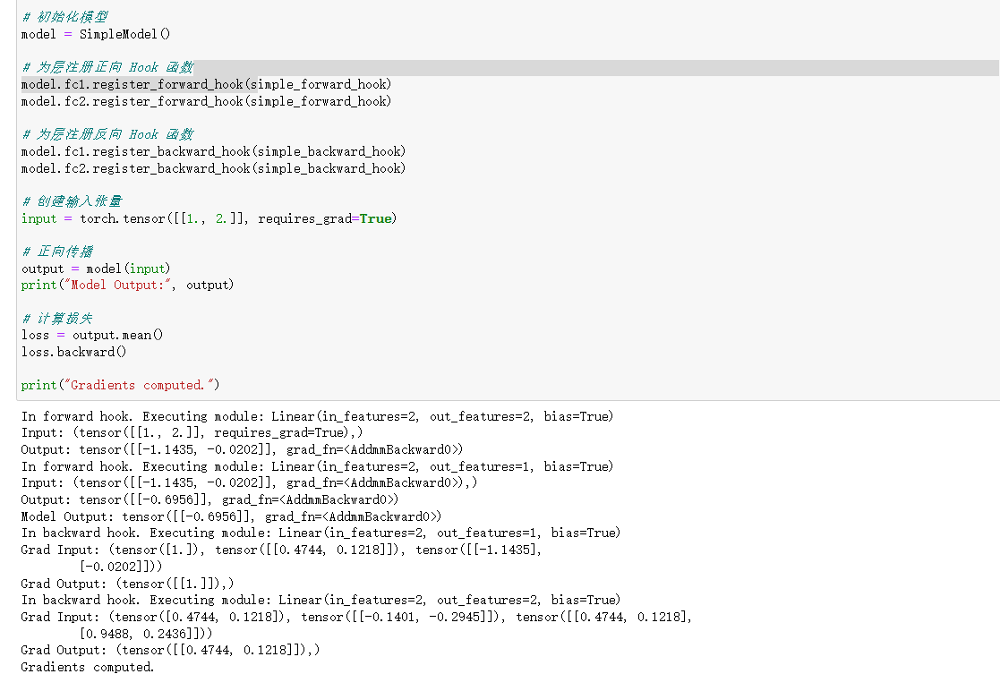 # 初始化模型
model = SimpleModel()
# 为层注册正向 Hook 函数
model.fc1.register_forward_hook(simple_forward_hook)
model.fc2.register_forward_hook(simple_forward_hook)
# 为层注册反向 Hook 函数
model.fc1.register_backward_hook(simple_backward_hook)
model.fc2.register_backward_hook(simple_backward_hook)
# 创建输入张量
input = torch.tensor([[1., 2.]], requires_grad=True)
# 正向传播
output = model(input)
print("Model Output:", output)
# 计算损失
loss = output.mean()
loss.backward()
print("Gradients computed.")
In forward hook. Executing module: Linear(in_features=2, out_features=2, bias=True)
Input: (tensor([[1., 2.]], requires_grad=True),)
Output: tensor([[-1.1435, -0.0202]], grad_fn=<AddmmBackward0>)
In forward hook. Executing module: Linear(in_features=2, out_features=1, bias=True)
Input: (tensor([[-1.1435, -0.0202]], grad_fn=<AddmmBackward0>),)
Output: tensor([[-0.6956]], grad_fn=<AddmmBackward0>)
Model Output: tensor([[-0.6956]], grad_fn=<AddmmBackward0>)
In backward hook. Executing module: Linear(in_features=2, out_features=1, bias=True)
Grad Input: (tensor([1.]), tensor([[0.4744, 0.1218]]), tensor([[-1.1435],
[-0.0202]]))
Grad Output: (tensor([[1.]]),)
In backward hook. Executing module: Linear(in_features=2, out_features=2, bias=True)
Grad Input: (tensor([0.4744, 0.1218]), tensor([[-0.1401, -0.2945]]), tensor([[0.4744, 0.1218],
[0.9488, 0.2436]]))
Grad Output: (tensor([[0.4744, 0.1218]]),)
Gradients computed.